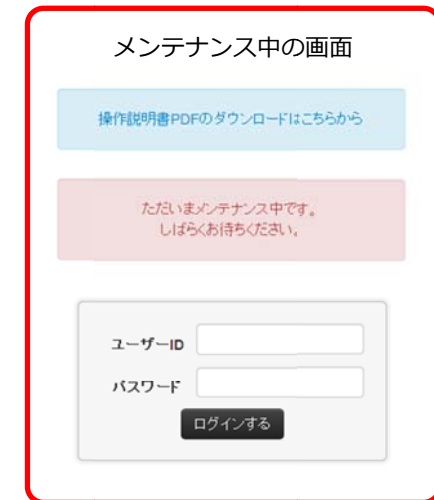 メンテナンス中の画面
操作説明書PDFのダウンロードはこちらから
ただいまメンテナンス中です。
しばらくお待ちください。
ユーザーID
パスワード
ログインする